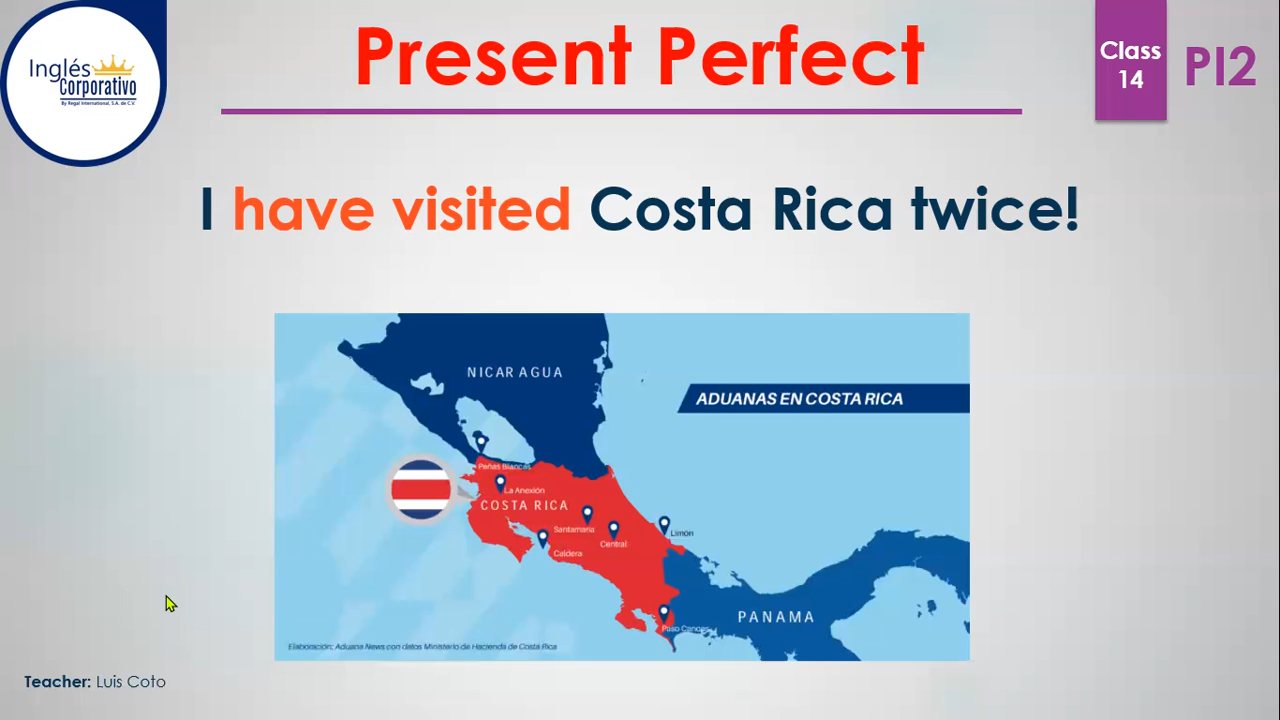 Inglés
Corporativo
By Regal International, S.A. de C.V.
Present Perfect
Class
14
PI2
I have visited Costa Rica twice!
NICARAGUA
ADUANAS EN COSTA RICA
Peñas Blancas
La Anexión
COSTA RICA
Santamaría
Limón
Central
Caldera
PANAMA
Paso Canoas
Elaboración; Aduana News con datos Ministerio de Hacienda de Costa Rica
Teacher: Luis Coto